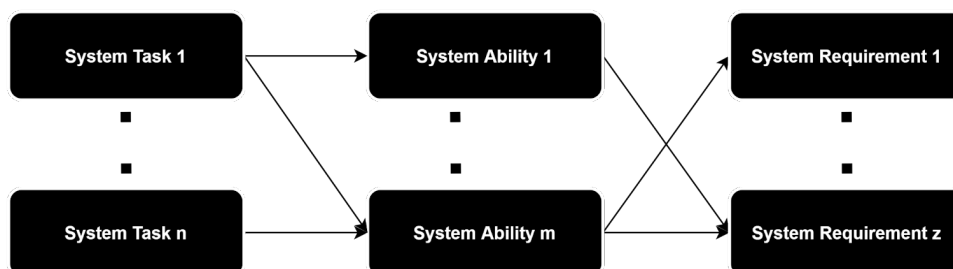 System Task 1
System Ability 1
System Requirement 1
System Task n
System Ability m
System Requirement z